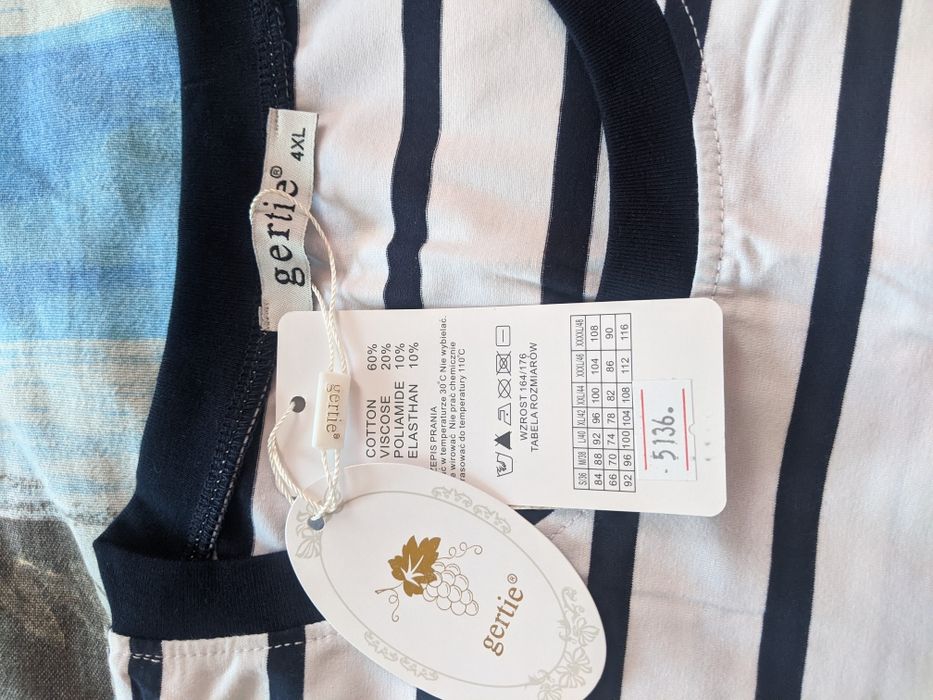 gertie® 4XL
gertie®
COTTON 60%
VISCOSE 20%
POLIAMIDE 10%
ELASTHAN 10%
PRANIA
w temperaturze 30°C Nie wybielać.
wirować Nie prać chemicznie
do temperatury 110°C
WZROST 164/176
TABELA ROZMIARÓW
S/36 M/38 L/40 XL/42 XXL/44 XXXL/46 XXXXL/48
84 88 92 96 100 104 108
66 70 74 78 82 86 90
92 96 100 104 108 112 116
5136.
gertie®